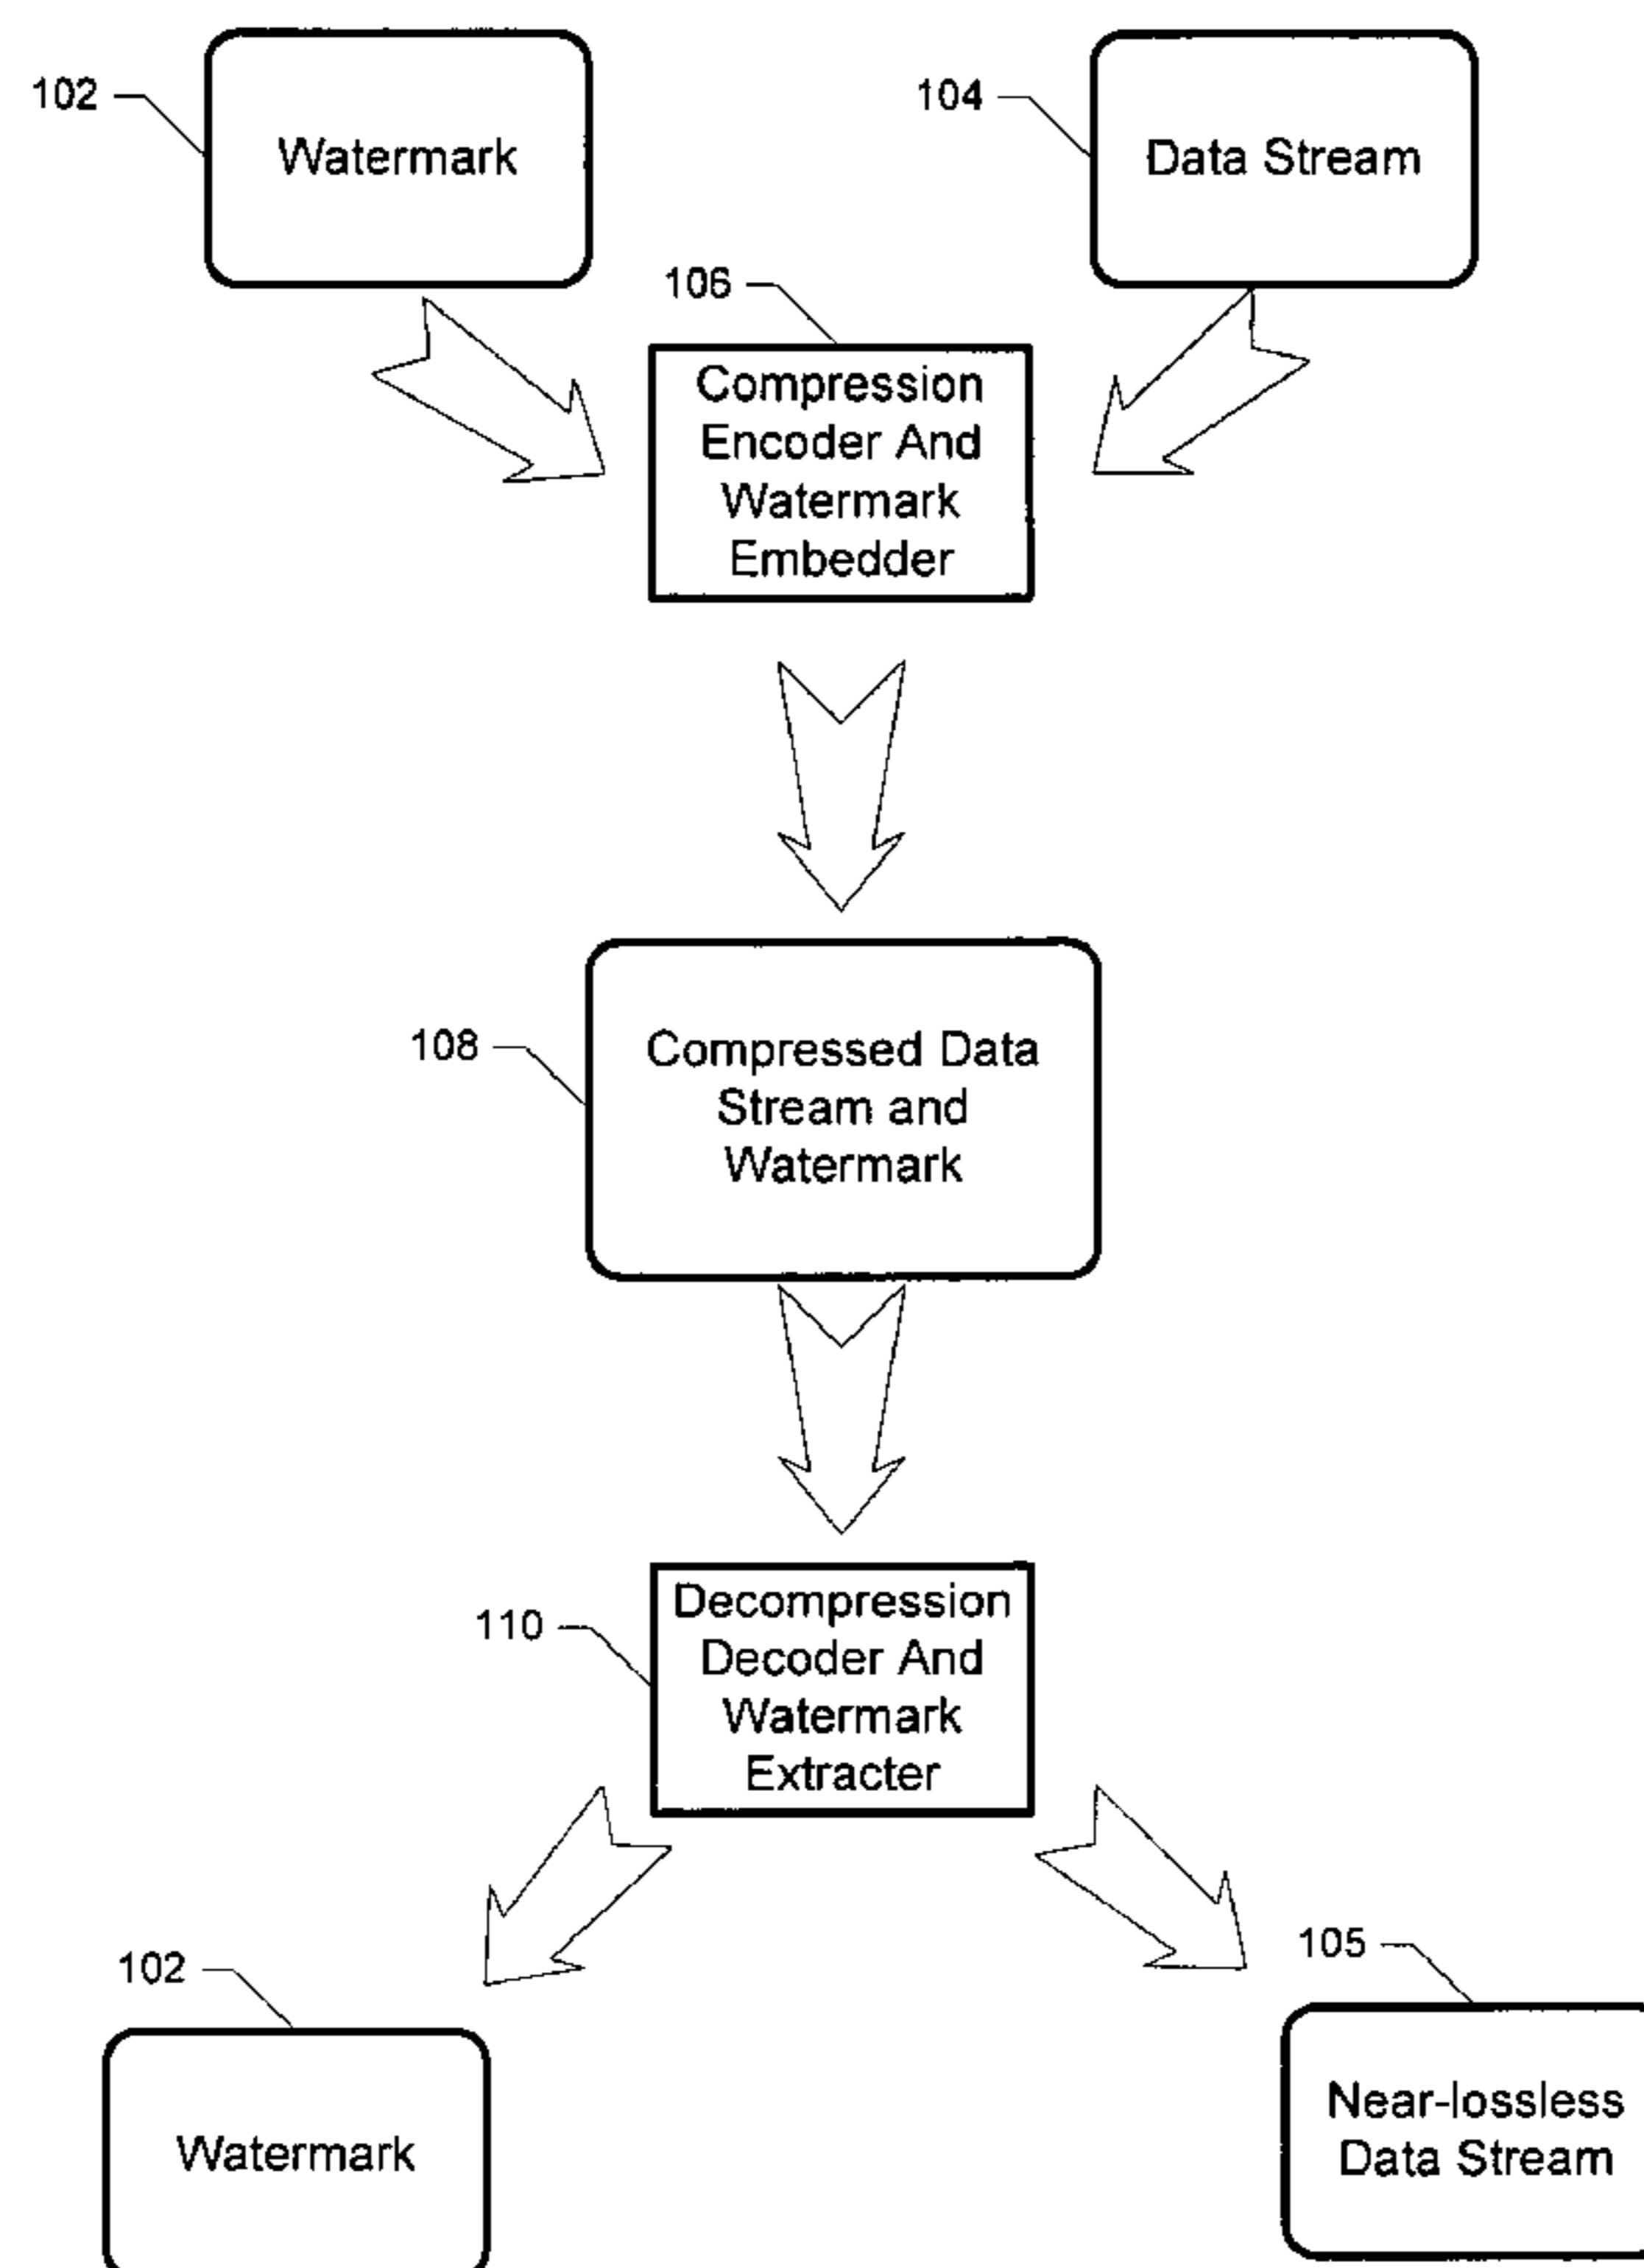 102
Watermark
104
Data Stream
106
Compression
Encoder And
Watermark
Embedder
108
Compressed Data
Stream and
Watermark
110
Decompression
Decoder And
Watermark
Extracter
102
Watermark
105
Near-lossless
Data Stream